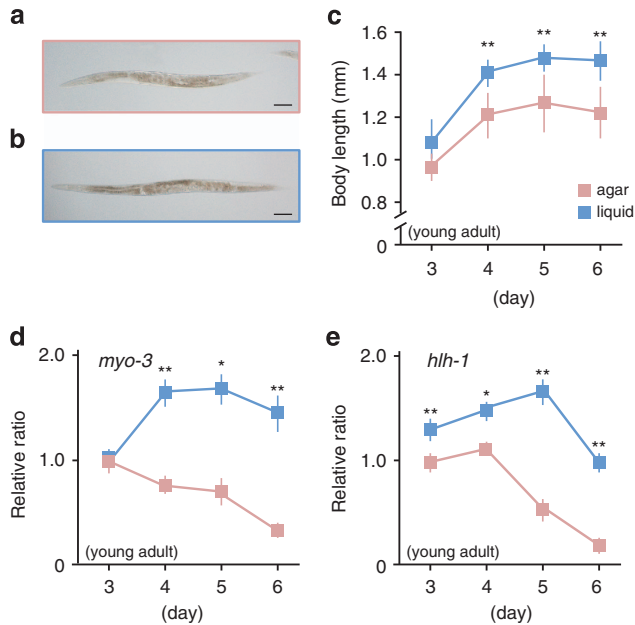 a
b
c
Body length (mm)
1.6
1.4
1.2
1.0
0.8
0
**
**
**
agar
liquid
(young adult)
3 4 5 6
(day)
d
myo-3
Relative ratio
2.0
1.0
0
**
*
**
(young adult)
3 4 5 6
(day)
e
hlh-1
Relative ratio
2.0
1.0
0
**
*
**
**
(young adult)
3 4 5 6
(day)